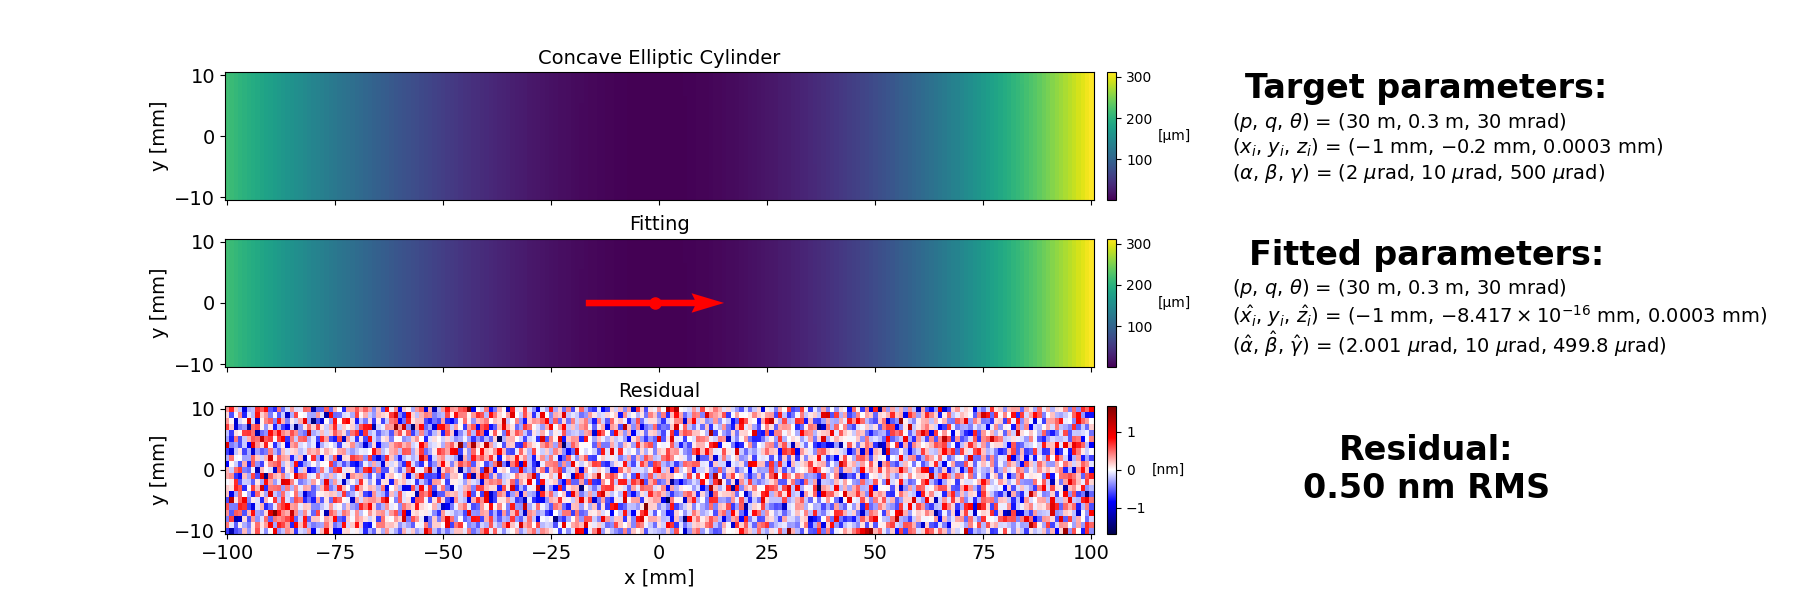 Concave Elliptic Cylinder
10
0
−10
y [mm]
300
200
100
[μm]
Target parameters:
(p, q, θ) = (30 m, 0.3 m, 30 mrad)
(xᵢ, yᵢ, zᵢ) = (−1 mm, −0.2 mm, 0.0003 mm)
(α, β, γ) = (2 μrad, 10 μrad, 500 μrad)
Fitting
10
0
−10
y [mm]
300
200
100
[μm]
Fitted parameters:
(p, q, θ) = (30 m, 0.3 m, 30 mrad)
(x̂ᵢ, yᵢ, ẑᵢ) = (−1 mm, −8.417 × 10⁻¹⁶ mm, 0.0003 mm)
(α̂, β̂, γ̂) = (2.001 μrad, 10 μrad, 499.8 μrad)
Residual
10
0
−10
y [mm]
1
0
−1
[nm]
−100 −75 −50 −25 0 25 50 75 100
x [mm]
Residual:
0.50 nm RMS